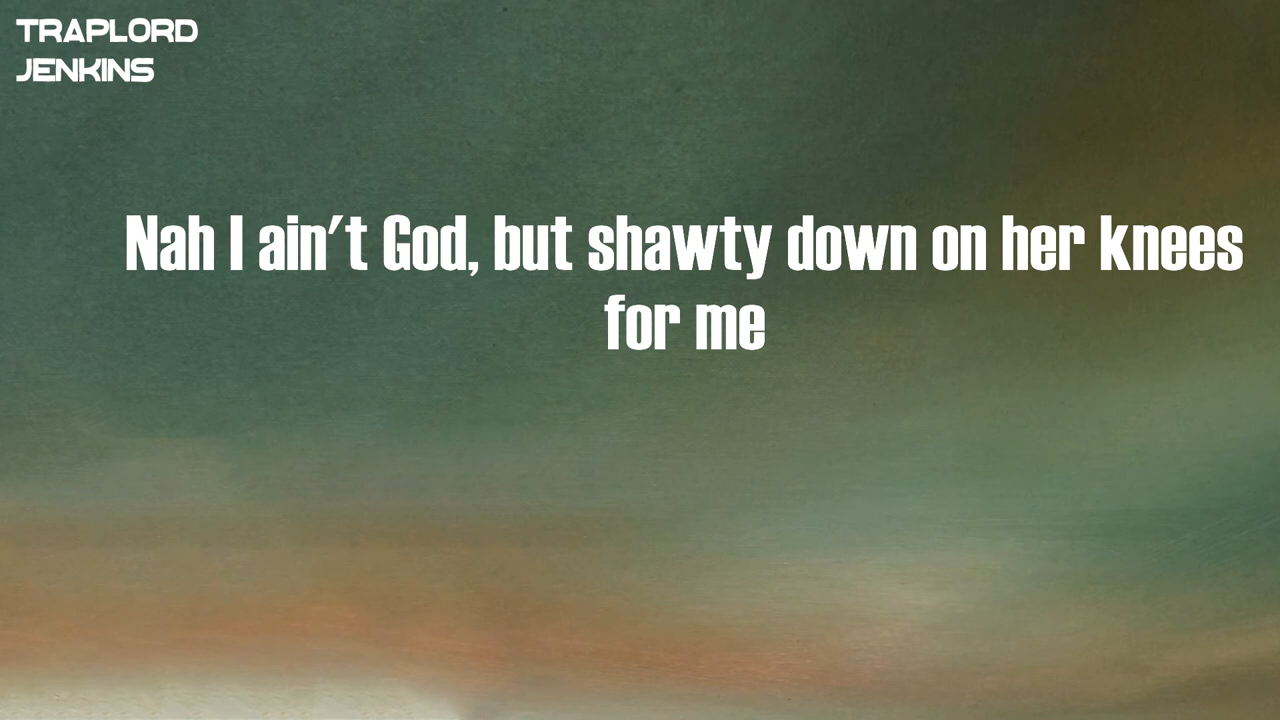 TRAPLORD
JENKINS
Nah I ain't God, but shawty down on her knees
for me